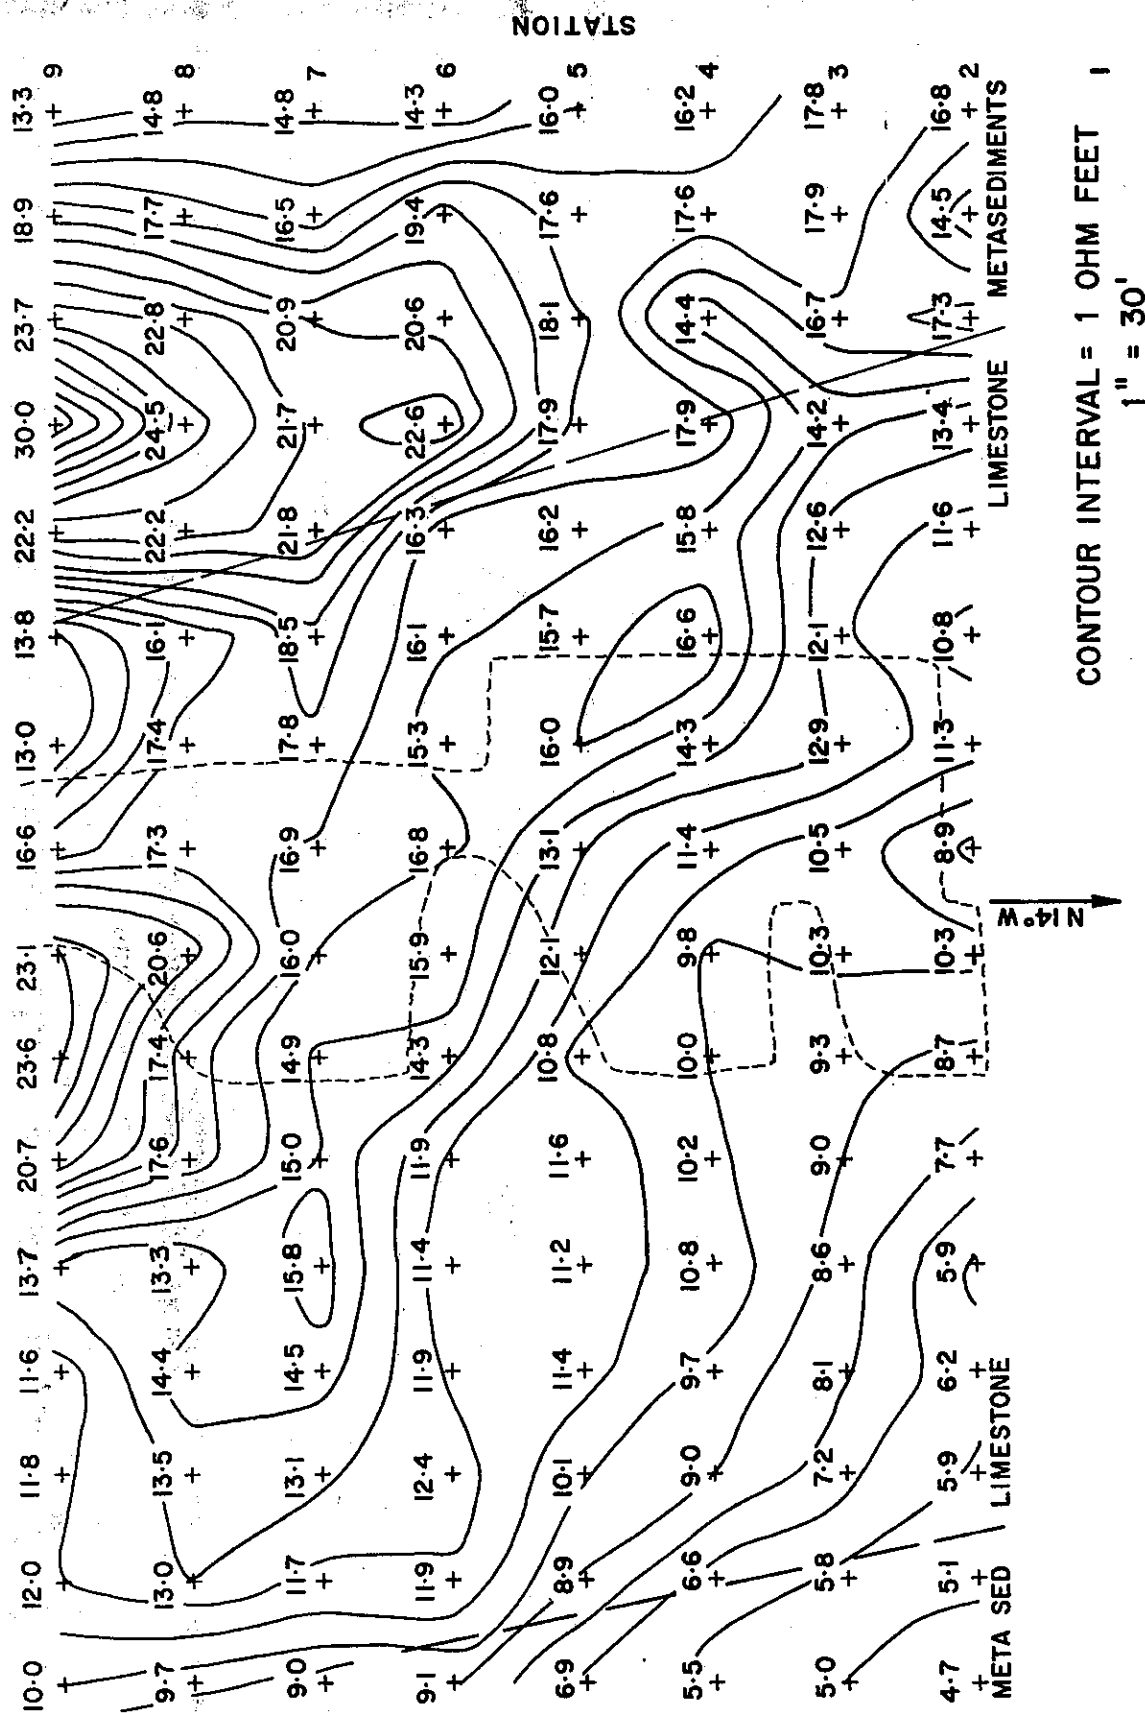 10·0 12·0 11·8 11·6 13·7 20·7 23·6 23·1 16·6 13·0 13·8 22·2 30·0 23·7 18·9 13·3 9
9·7 13·0 13·5 14·4 13·3 17·6 17·4 20·6 17·3 17·4 16·1 22·2 24·5 22·8 17·7 14·8 8
9·0 11·7 13·1 14·5 15·8 15·0 14·9 16·0 16·9 17·8 18·5 21·8 21·7 20·9 16·5 14·8 7
9·1 11·9 12·4 11·9 11·4 11·9 14·3 15·9 16·8 15·3 16·1 16·3 22·6 20·6 19·4 14·3 6
STATION
6·9 8·9 10·1 11·4 11·2 11·6 10·8 12·1 13·1 16·0 15·7 16·2 17·9 18·1 17·6 16·0 5
5·5 6·6 9·0 9·7 10·8 10·2 10·0 9·8 11·4 14·3 16·6 15·8 17·9 14·4 17·6 16·2 4
5·0 5·8 7·2 8·1 8·6 9·0 9·3 10·3 10·5 12·9 12·1 12·6 14·2 16·7 17·9 17·8 3
4·7 5·1 5·9 6·2 5·9 7·7 8·7 10·3 8·9 11·3 10·8 11·6 13·4 17·3 14·5 16·8 2
META SED LIMESTONE
LIMESTONE METASEDIMENTS
N14°W
CONTOUR INTERVAL = 1 OHM FEET
1" = 30'
1